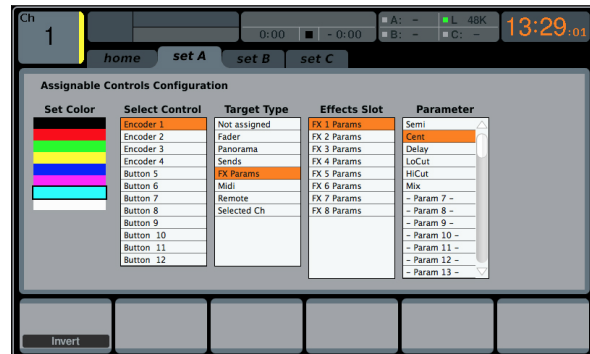 Ch
1
0:00 - 0:00
A: - L 48K
B: - C: -
13:29:01
home set A set B set C
Assignable Controls Configuration
Set Color Select Control Target Type Effects Slot Parameter
Encoder 1 Not assigned FX 1 Params Semi
Encoder 2 Fader FX 2 Params Cent
Encoder 3 Panorama FX 3 Params Delay
Encoder 4 Sends FX 4 Params LoCut
Button 5 FX Params FX 5 Params HiCut
Button 6 Midi FX 6 Params Mix
Button 7 Remote FX 7 Params - Param 7 -
Button 8 Selected Ch FX 8 Params - Param 8 -
Button 9 - Param 9 -
Button 10 - Param 10 -
Button 11 - Param 11 -
Button 12 - Param 12 -
- Param 13 -
Invert